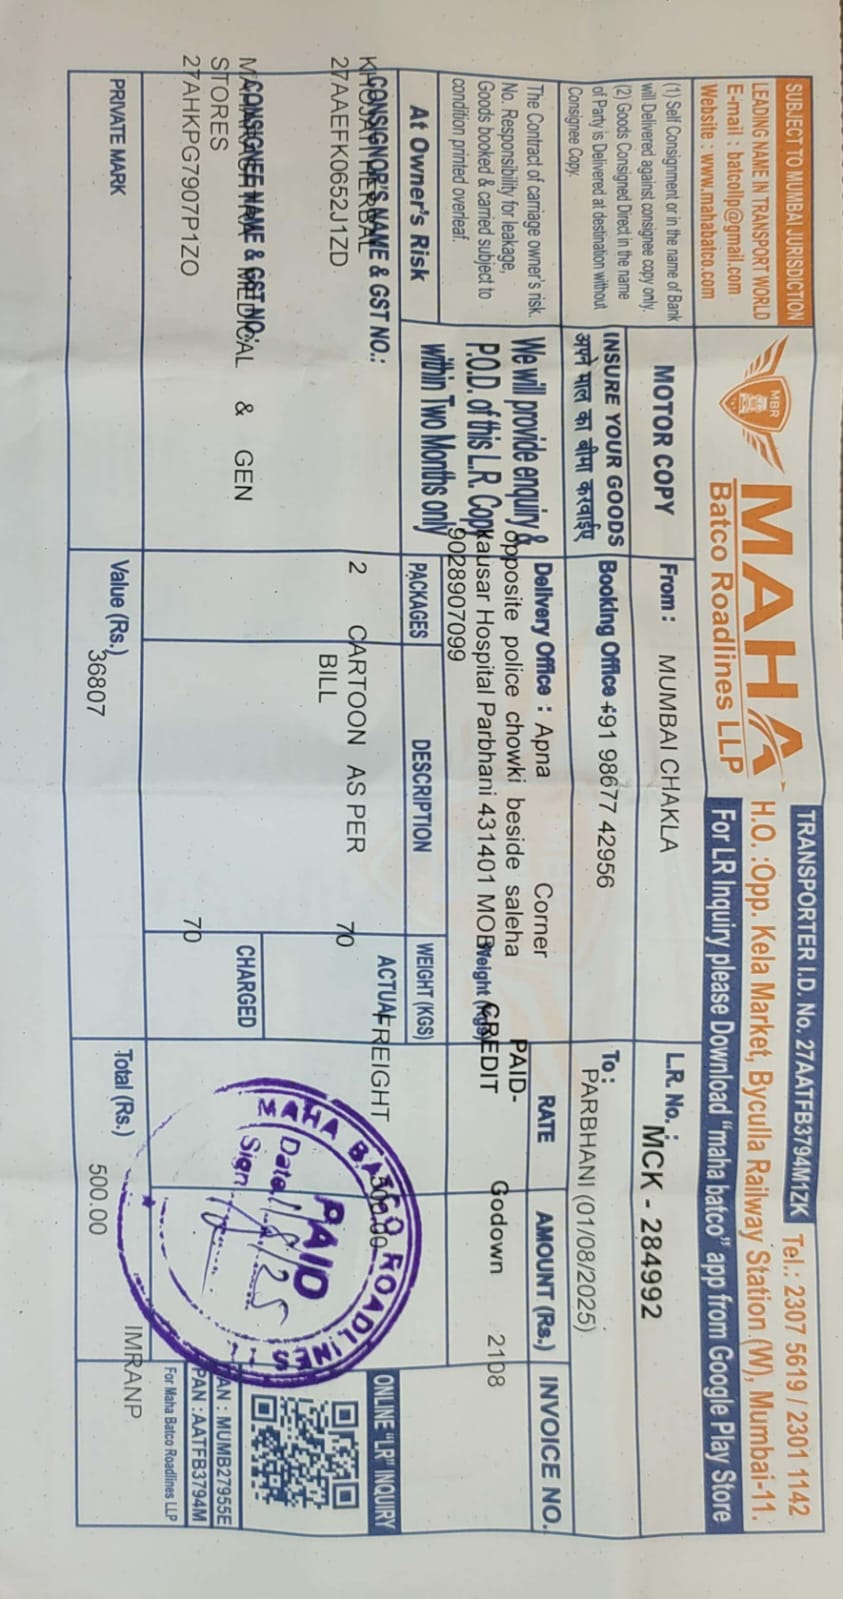 SUBJECT TO MUMBAI JURISDICTION
LEADING NAME IN TRANSPORT WORLD
E-mail : batcollp@gmail.com
Website : www.mahabatco.com
MBR
MAHA
Batco Roadlines LLP
TRANSPORTER I.D. No. 27AATFB3794M1ZK
Tel.: 2307 5619 / 2301 1142
H.O. :Opp. Kela Market, Byculla Railway Station (W), Mumbai-11.
For LR Inquiry please Download "maha batco" app from Google Play Store
(1) Self Consignment or in the name of Bank
will Delivered against consignee copy only.
(2) Goods Consigned Direct in the name
of Party is Delivered at destination without
Consignee Copy.
MOTOR COPY
From : MUMBAI CHAKLA
L.R. No. : MCK - 284992
INSURE YOUR GOODS
अपने माल का बीमा करवाईए
Booking Office +91 98677 42956
To :
PARBHANI (01/08/2025)
The Contract of carriage owner's risk.
No. Responsibility for leakage,
Goods booked & carried subject to
condition printed overleaf.
We will provide enquiry &
P.O.D. of this L.R. Copy
within Two Months only
Delivery Office : Apna Corner
opposite police chowki beside saleha
kausar Hospital Parbhani 431401 MOB
9028907099
Weight (Kgs)
RATE
AMOUNT (Rs.)
INVOICE NO.
PAID-
CREDIT
Godown
2108
At Owner's Risk
PACKAGES
DESCRIPTION
WEIGHT (KGS)
CONSIGNOR'S NAME & GST NO.:
HERBAL
27AAEFK0652J1ZD
2 CARTOON AS PER
BILL
ACTUAL
70
FREIGHT
ONLINE "LR" INQUIRY
CONSIGNEE NAME & GST NO.:
MEDICAL & GEN
STORES
27AHKPG7907P1ZO
CHARGED
70
MAHA BATCO ROADLINES
PAID
Date 1/8/25
Sign
PRIVATE MARK
Value (Rs.)
36807
Total (Rs.)
500.00
IMRANP
TAN : MUMB27955E
PAN : AATFB3794M
For Maha Batco Roadlines LLP